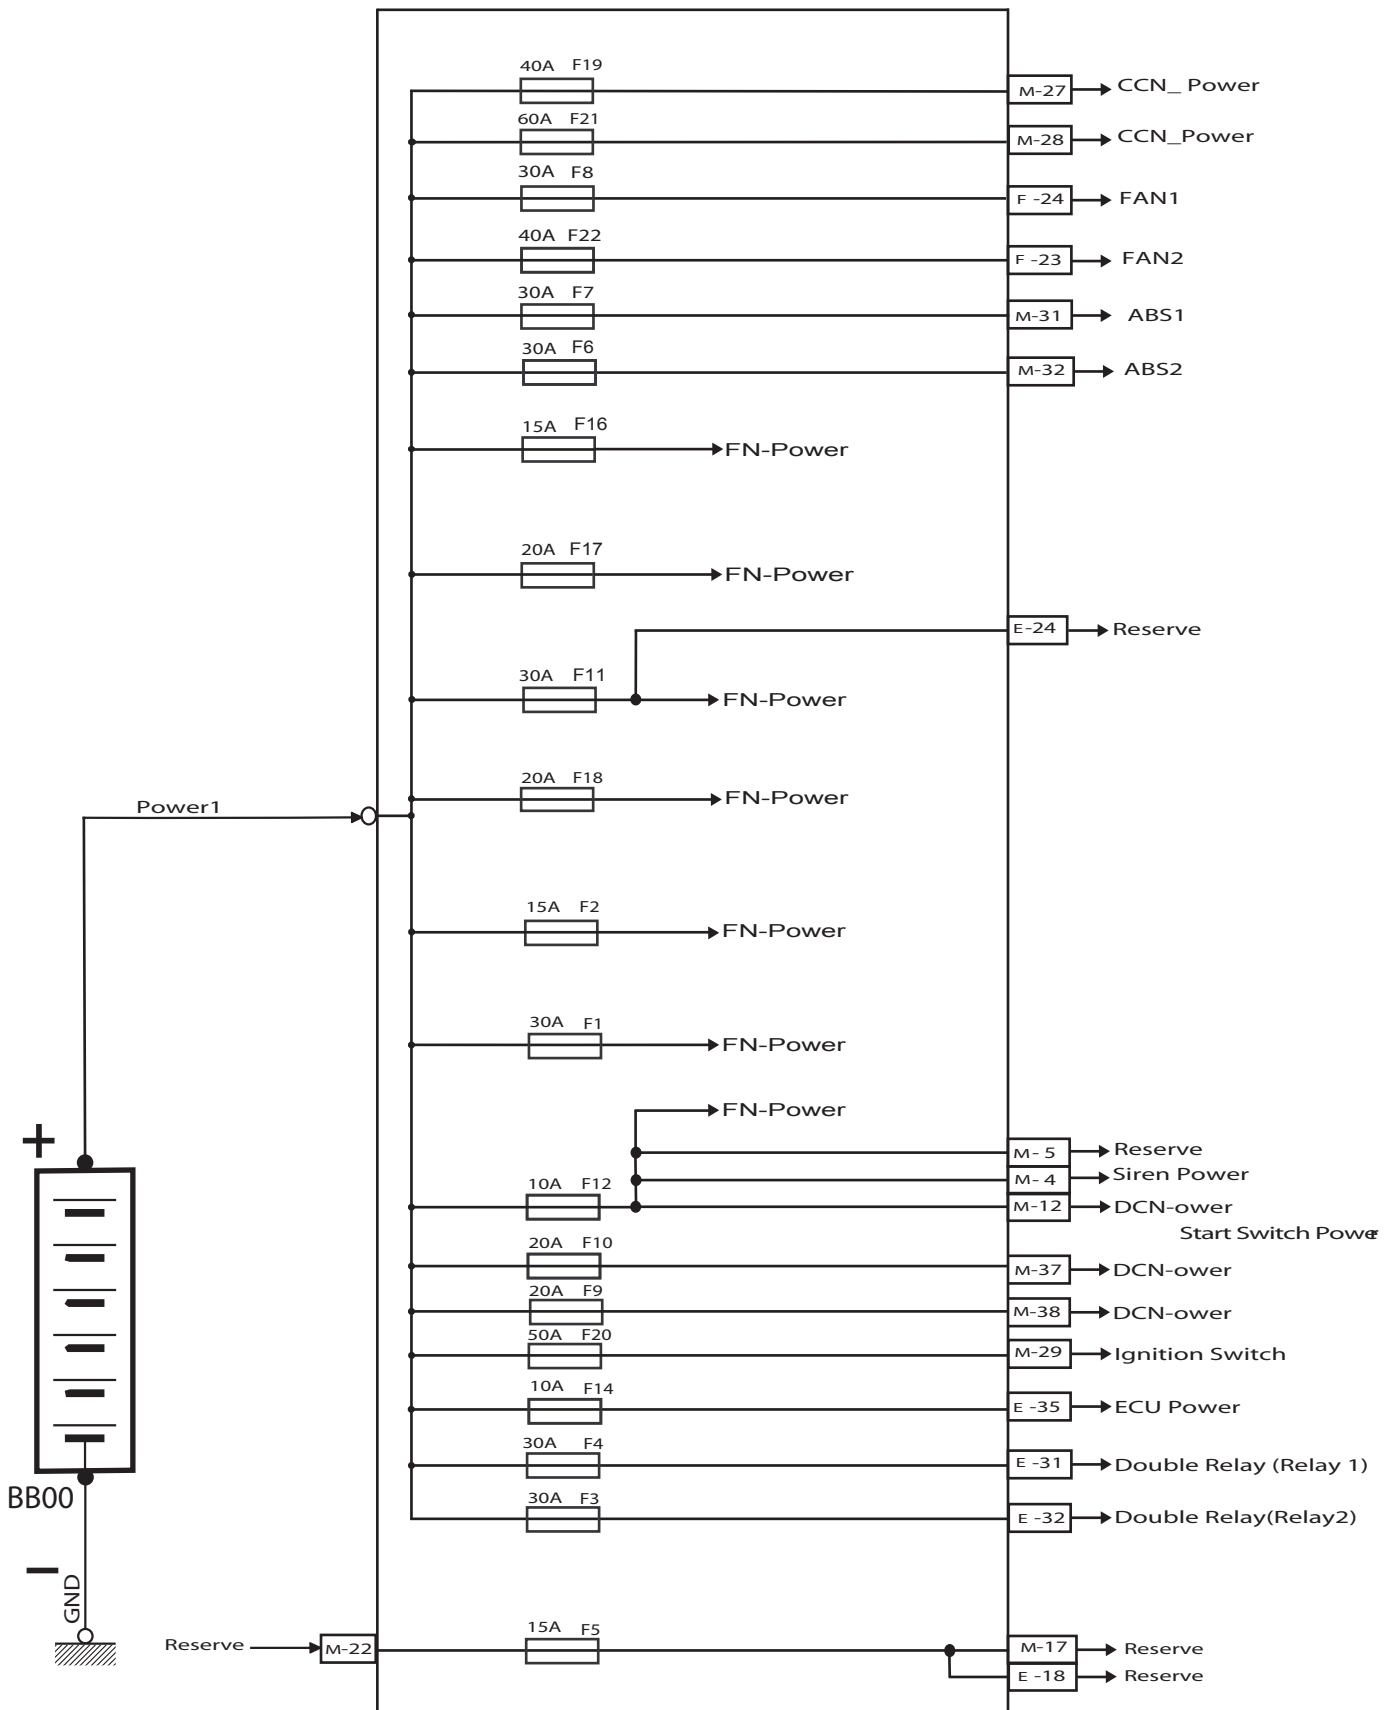 40A F19
M-27 CCN_ Power
60A F21
M-28 CCN_Power
30A F8
F -24 FAN1
40A F22
F -23 FAN2
30A F7
M-31 ABS1
30A F6
M-32 ABS2
15A F16
FN-Power
20A F17
FN-Power
E-24 Reserve
30A F11
FN-Power
20A F18
FN-Power
Power1
15A F2
FN-Power
30A F1
FN-Power
FN-Power
+
M- 5 Reserve
M- 4 Siren Power
10A F12
M-12 DCN-ower
Start Switch Power
20A F10
M-37 DCN-ower
20A F9
M-38 DCN-ower
50A F20
M-29 Ignition Switch
10A F14
E -35 ECU Power
30A F4
E -31 Double Relay (Relay 1)
BB00
30A F3
E -32 Double Relay(Relay2)
GND
15A F5
Reserve M-22
M-17 Reserve
E -18 Reserve